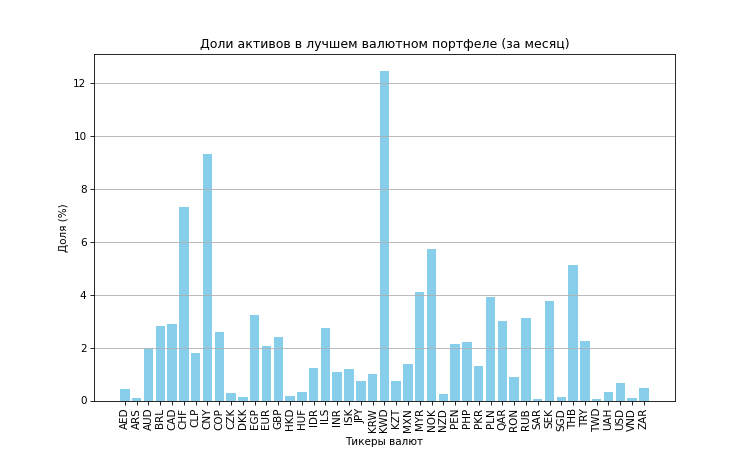 Доли активов в лучшем валютном портфеле (за месяц)
Доля (%)
12
10
8
6
4
2
0
AED
ARS
AUD
BRL
CAD
CHF
CLP
CNY
COP
CZK
DKK
EGP
EUR
GBP
HKD
HUF
IDR
ILS
INR
ISK
JPY
KRW
KWD
KZT
MXN
MYR
NOK
NZD
PEN
PHP
PKR
PLN
QAR
RON
RUB
SAR
SEK
SGD
THB
TRY
TWD
UAH
USD
VND
ZAR
Тикеры валют